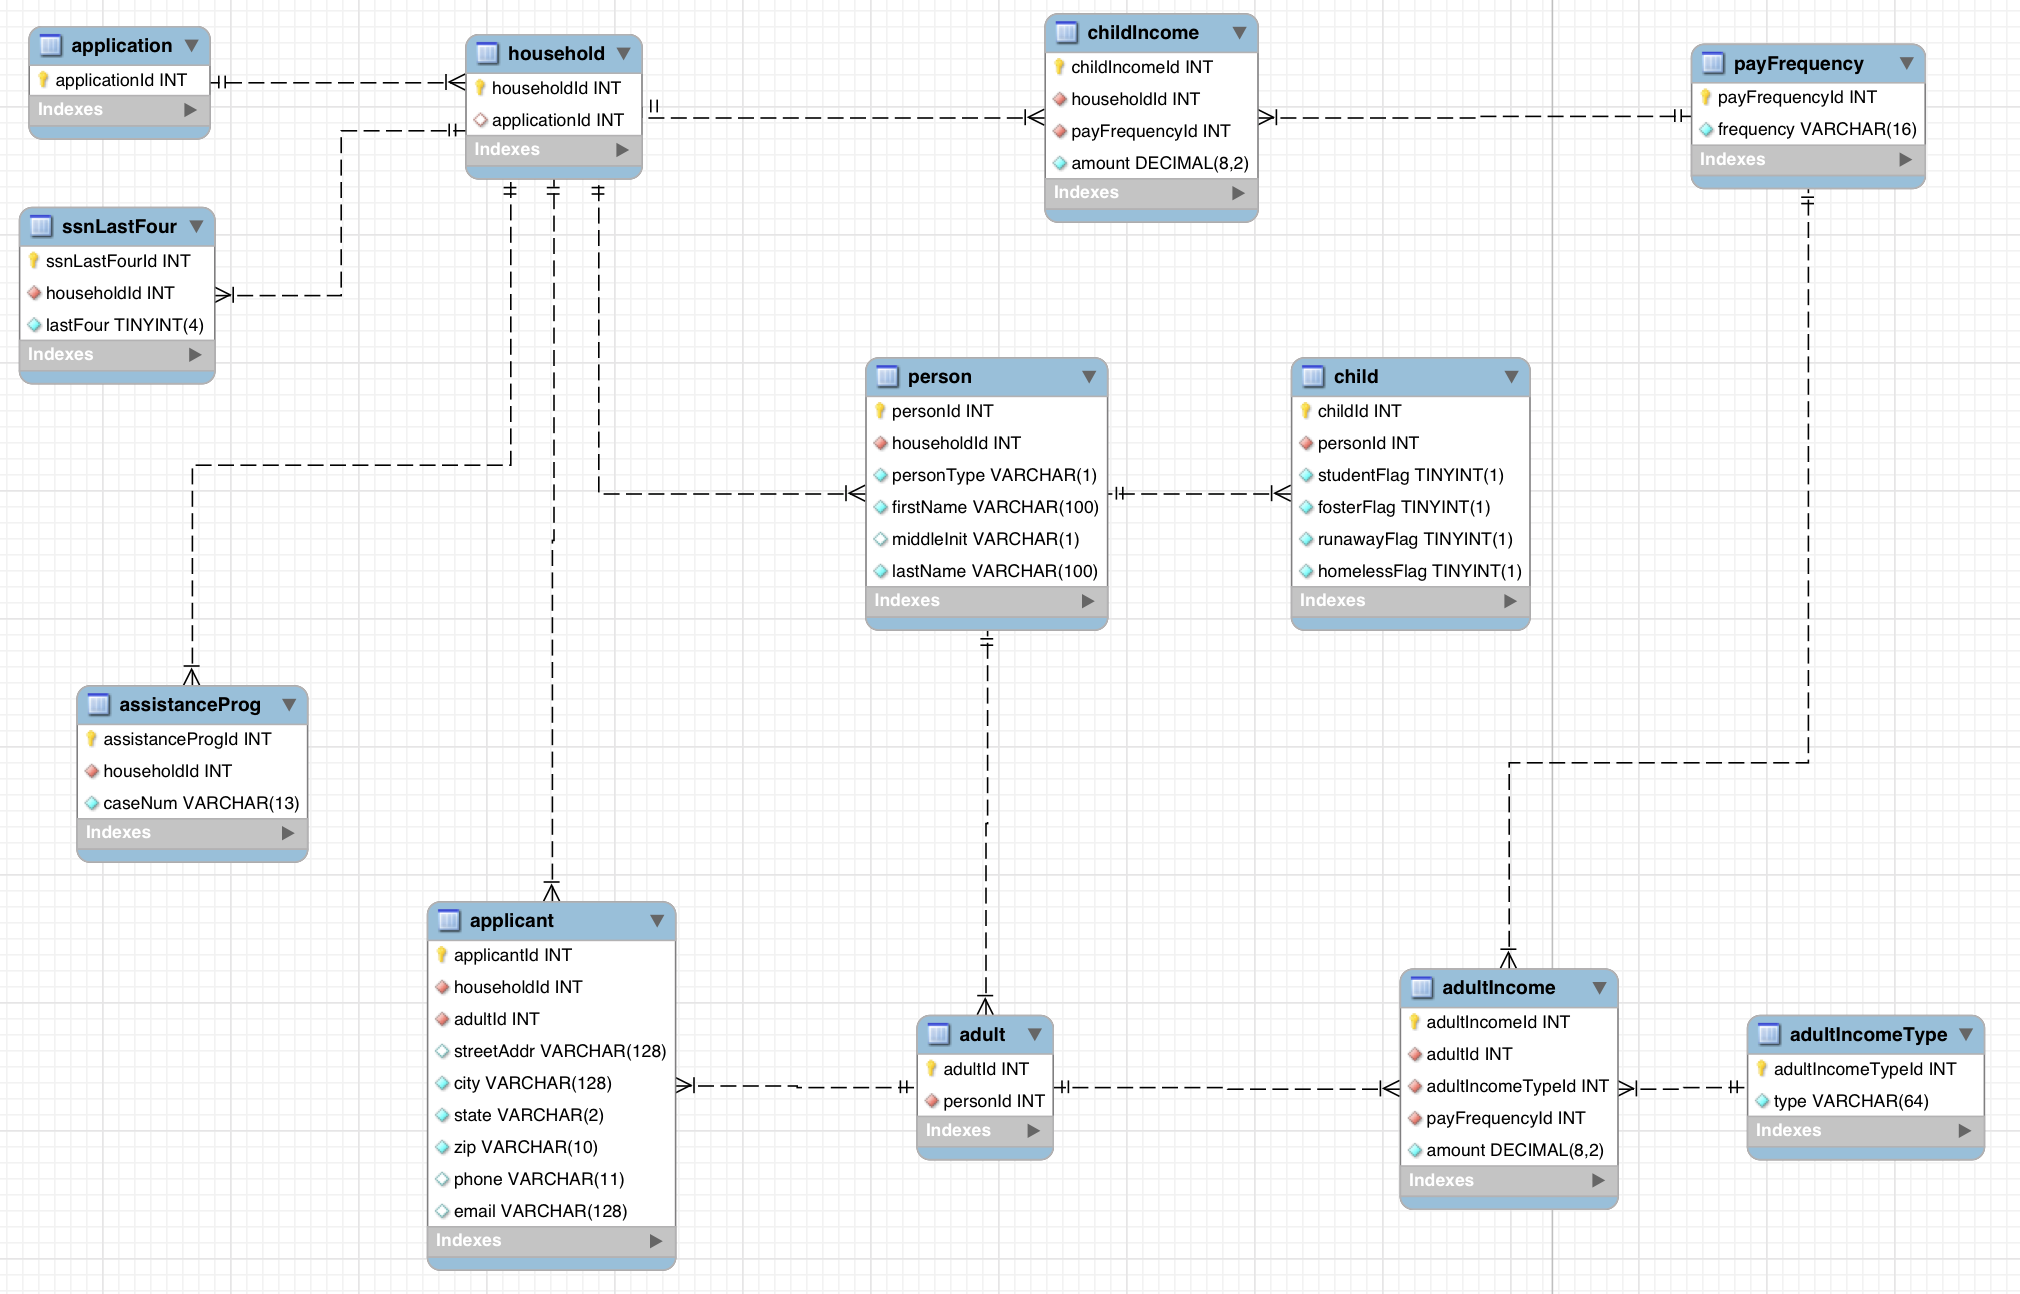 application
applicationId INT
Indexes
household
householdId INT
applicationId INT
Indexes
childIncome
childIncomeId INT
householdId INT
payFrequencyId INT
amount DECIMAL(8,2)
Indexes
payFrequency
payFrequencyId INT
frequency VARCHAR(16)
Indexes
ssnLastFour
ssnLastFourId INT
householdId INT
lastFour TINYINT(4)
Indexes
person
personId INT
householdId INT
personType VARCHAR(1)
firstName VARCHAR(100)
middleInit VARCHAR(1)
lastName VARCHAR(100)
Indexes
child
childId INT
personId INT
studentFlag TINYINT(1)
fosterFlag TINYINT(1)
runawayFlag TINYINT(1)
homelessFlag TINYINT(1)
Indexes
assistanceProg
assistanceProgId INT
householdId INT
caseNum VARCHAR(13)
Indexes
applicant
applicantId INT
householdId INT
adultId INT
streetAddr VARCHAR(128)
city VARCHAR(128)
state VARCHAR(2)
zip VARCHAR(10)
phone VARCHAR(11)
email VARCHAR(128)
Indexes
adult
adultId INT
personId INT
Indexes
adultIncome
adultIncomeId INT
adultId INT
adultIncomeTypeId INT
payFrequencyId INT
amount DECIMAL(8,2)
Indexes
adultIncomeType
adultIncomeTypeId INT
type VARCHAR(64)
Indexes